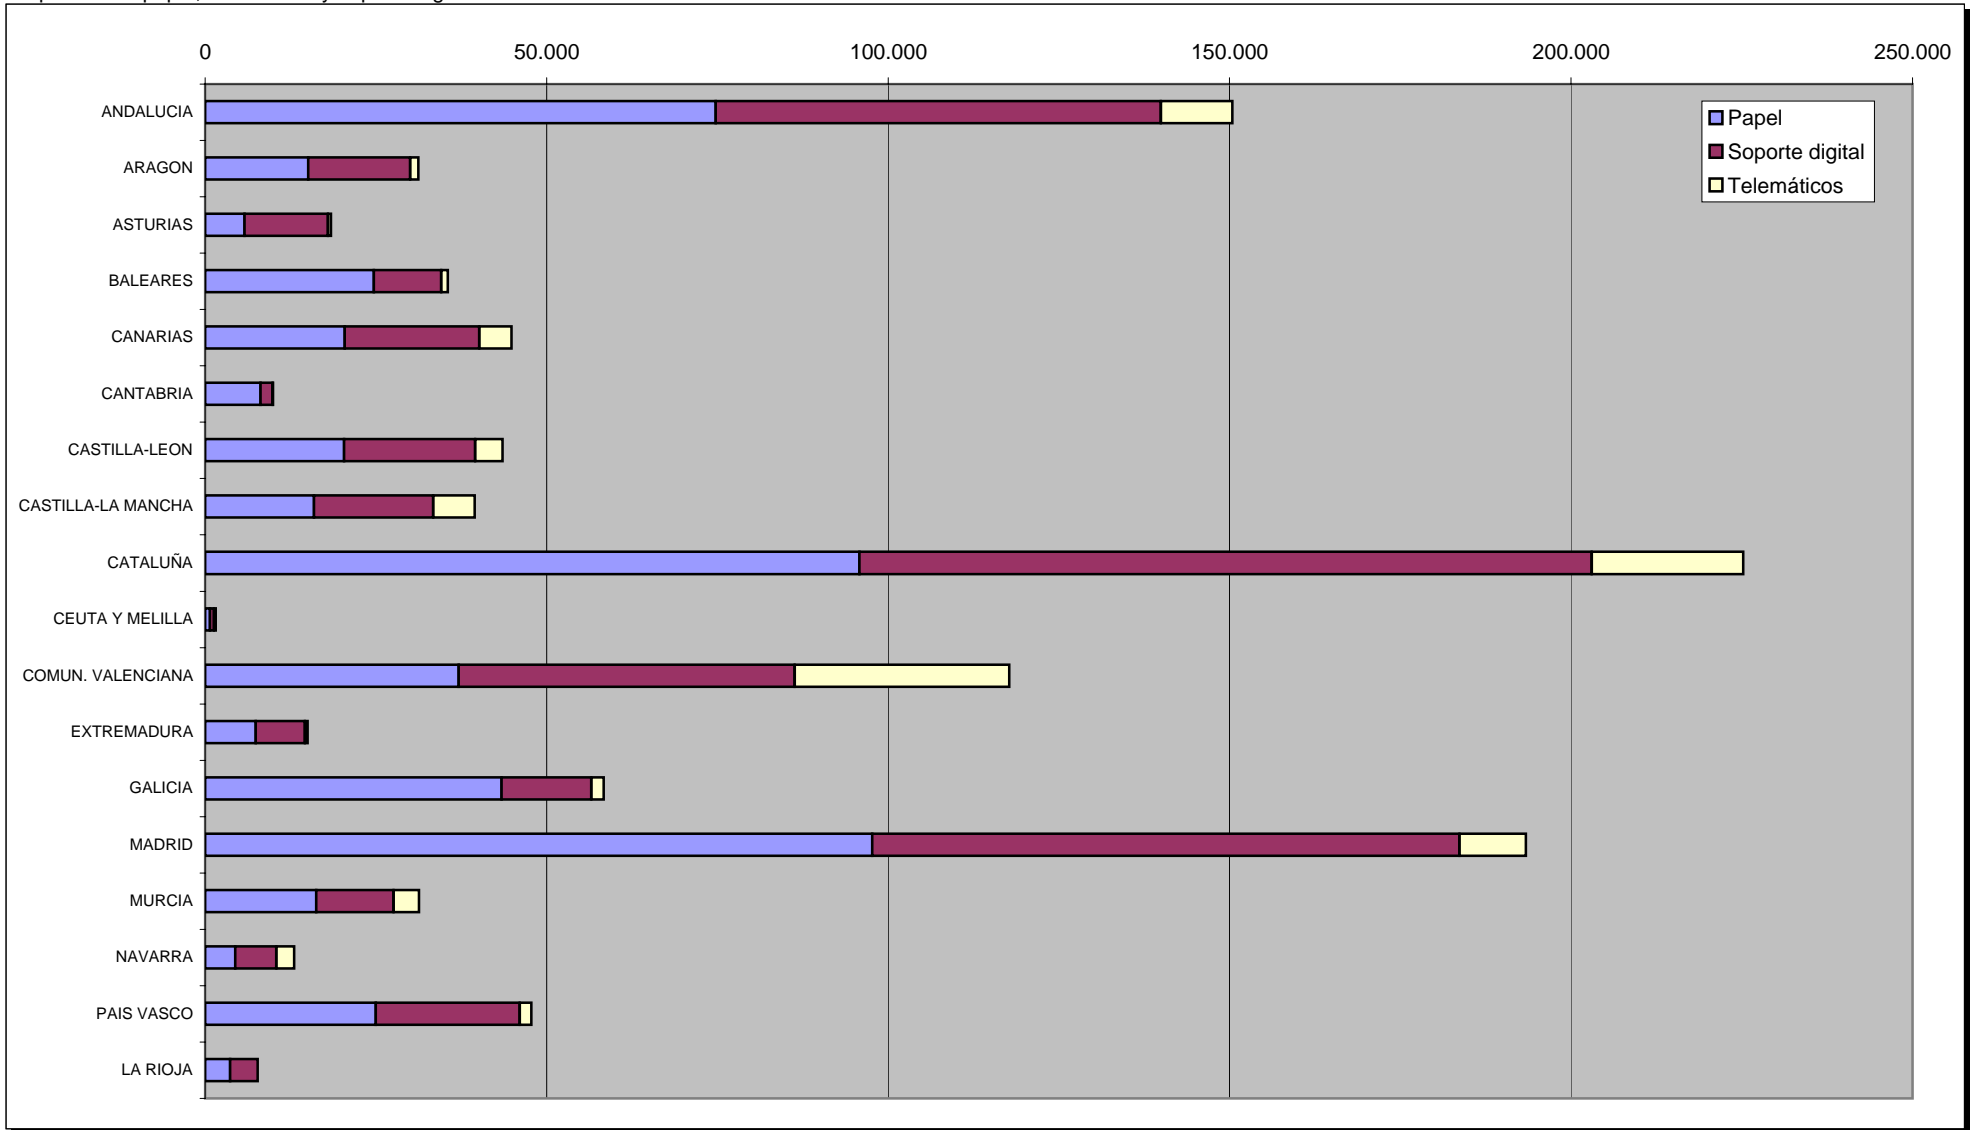 0 50.000 100.000 150.000 200.000 250.000
ANDALUCIA
ARAGON
ASTURIAS
BALEARES
CANARIAS
CANTABRIA
CASTILLA-LEON
CASTILLA-LA MANCHA
CATALUÑA
CEUTA Y MELILLA
COMUN. VALENCIANA
EXTREMADURA
GALICIA
MADRID
MURCIA
NAVARRA
PAIS VASCO
LA RIOJA
Papel
Soporte digital
Telemáticos